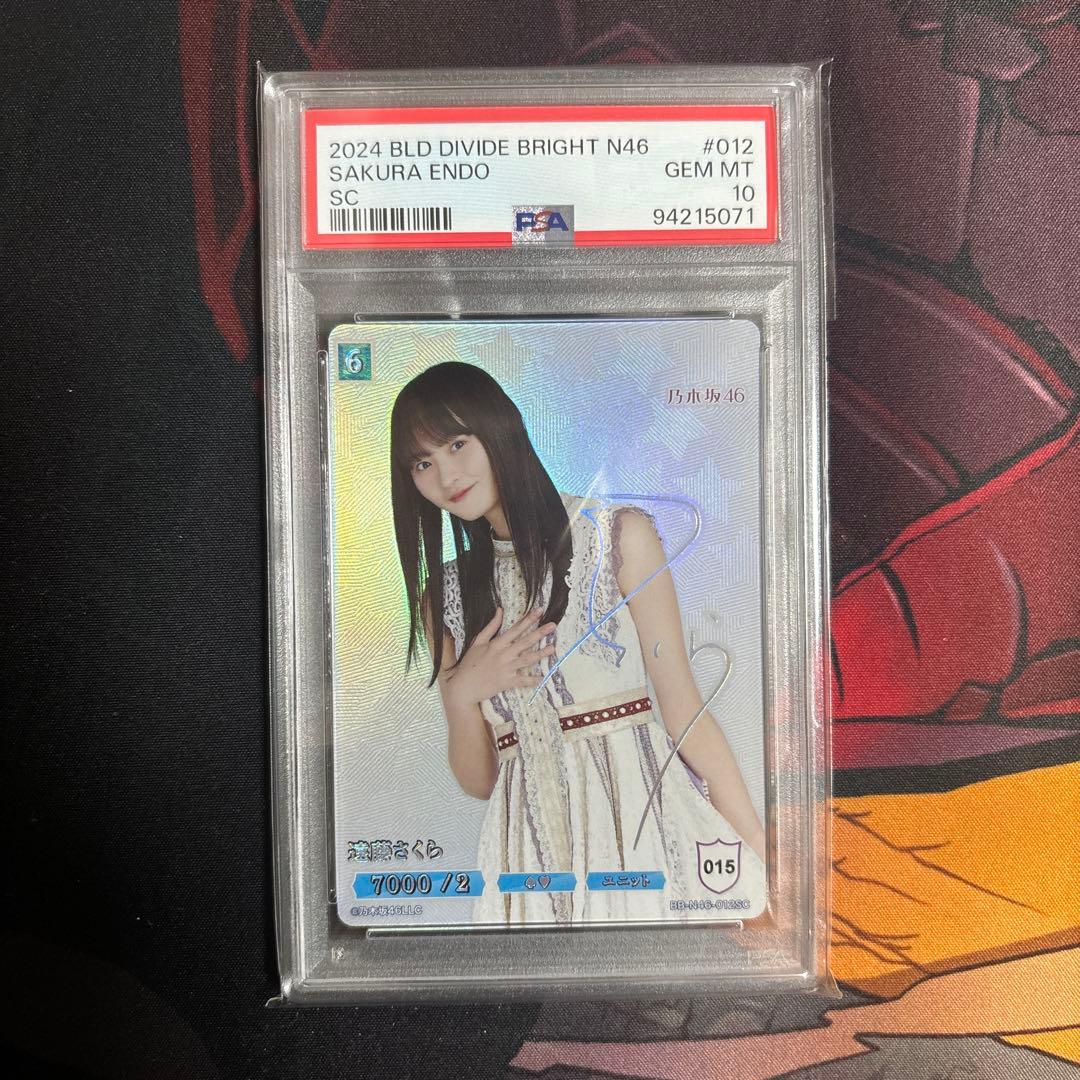 2024 BLD DIVIDE BRIGHT N46 #012
SAKURA ENDO GEM MT
SC 10
PSA 94215071
6
乃木坂46
遠藤さくら
7000/2 ユニット
015
©乃木坂46LLC BB-N46-012SC